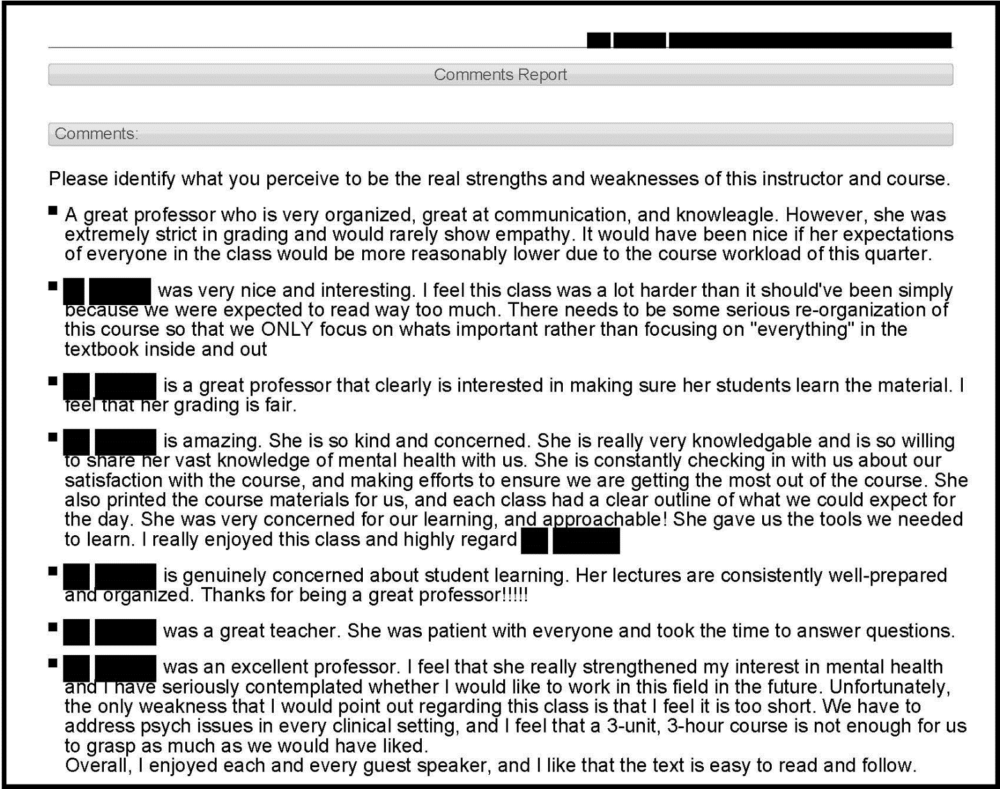 Comments Report
Comments:
Please identify what you perceive to be the real strengths and weaknesses of this instructor and course.
A great professor who is very organized, great at communication, and knowleagle. However, she was
extremely strict in grading and would rarely show empathy. It would have been nice if her expectations
of everyone in the class would be more reasonably lower due to the course workload of this quarter.
was very nice and interesting. I feel this class was a lot harder than it should've been simply
because we were expected to read way too much. There needs to be some serious re-organization of
this course so that we ONLY focus on whats important rather than focusing on "everything" in the
textbook inside and out
is a great professor that clearly is interested in making sure her students learn the material. I
feel that her grading is fair.
is amazing. She is so kind and concerned. She is really very knowledgable and is so willing
to share her vast knowledge of mental health with us. She is constantly checking in with us about our
satisfaction with the course, and making efforts to ensure we are getting the most out of the course. She
also printed the course materials for us, and each class had a clear outline of what we could expect for
the day. She was very concerned for our learning, and approachable! She gave us the tools we needed
to learn. I really enjoyed this class and highly regard
is genuinely concerned about student learning. Her lectures are consistently well-prepared
and organized. Thanks for being a great professor!!!!!
was a great teacher. She was patient with everyone and took the time to answer questions.
was an excellent professor. I feel that she really strengthened my interest in mental health
and I have seriously contemplated whether I would like to work in this field in the future. Unfortunately,
the only weakness that I would point out regarding this class is that I feel it is too short. We have to
address psych issues in every clinical setting, and I feel that a 3-unit, 3-hour course is not enough for us
to grasp as much as we would have liked.
Overall, I enjoyed each and every guest speaker, and I like that the text is easy to read and follow.